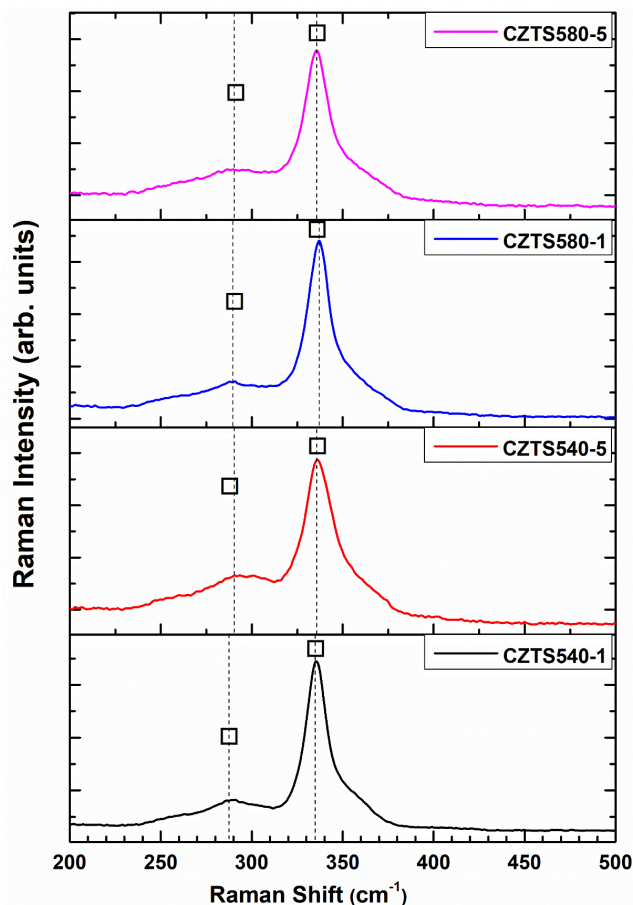 CZTS580-5
CZTS580-1
CZTS540-5
CZTS540-1
Raman Intensity (arb. units)
200 250 300 350 400 450 500
Raman Shift (cm⁻¹)